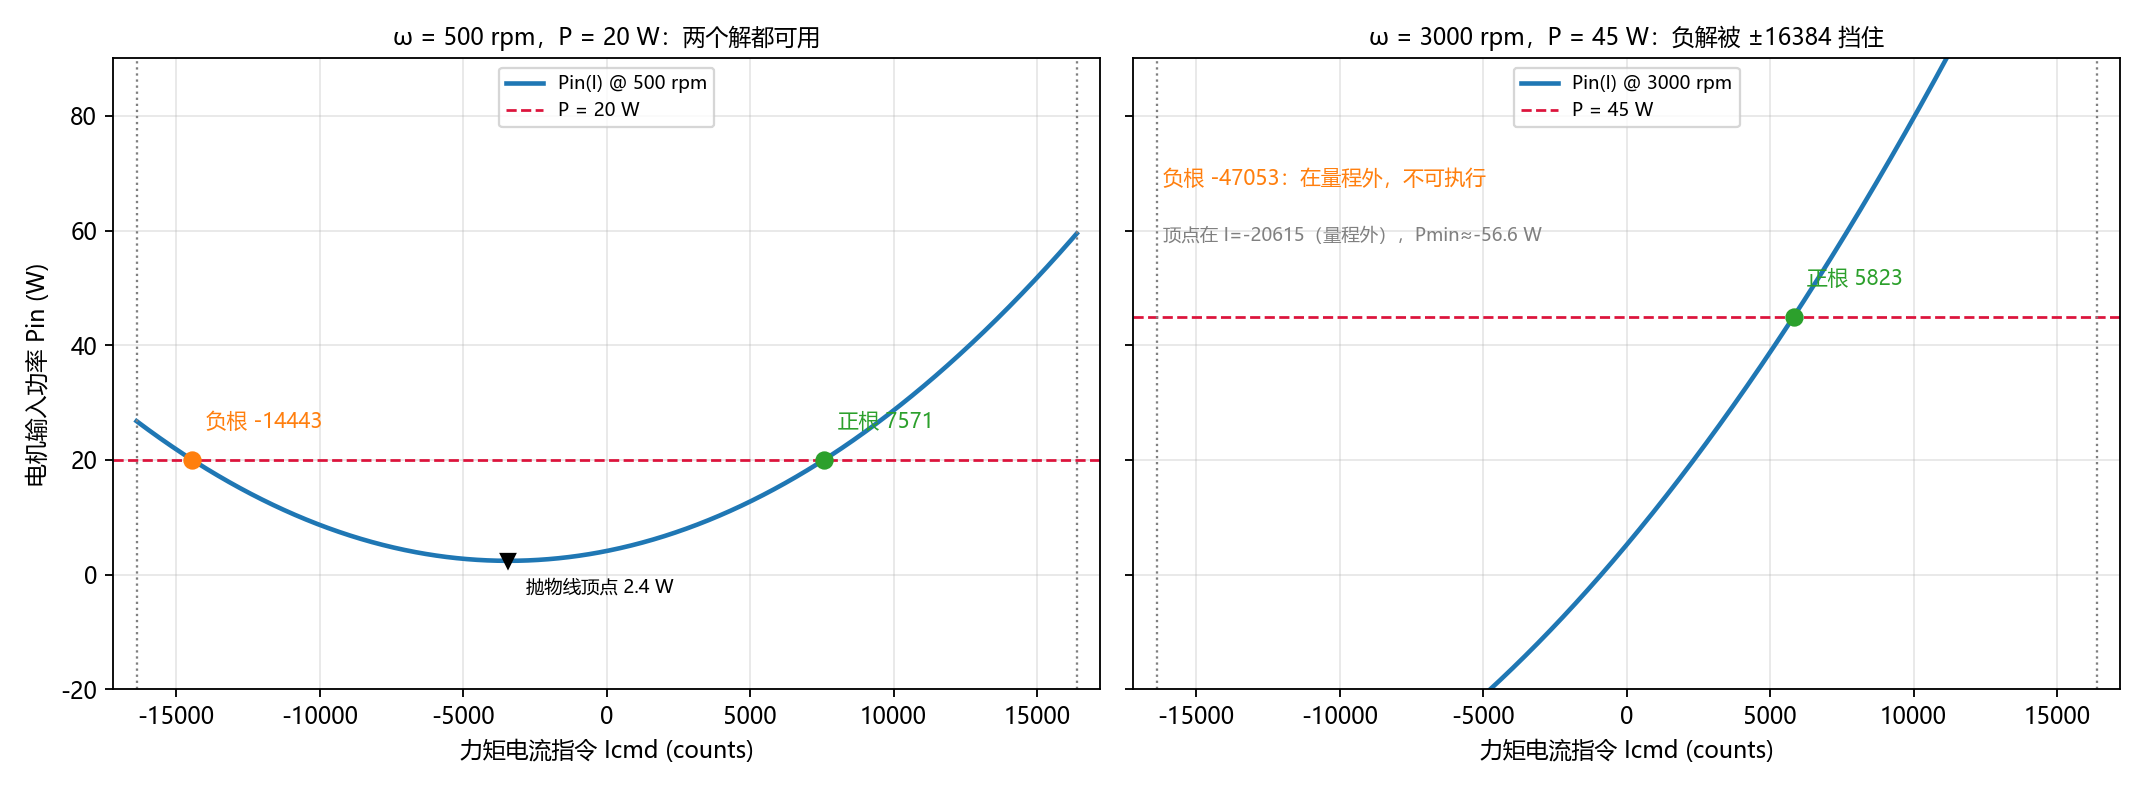 ω = 500 rpm，P = 20 W：两个解都可用
Pin(I) @ 500 rpm
P = 20 W
80
60
40
20
0
-20
电机输入功率 Pin (W)
负根 -14443
正根 7571
抛物线顶点 2.4 W
-15000
-10000
-5000
0
5000
10000
15000
力矩电流指令 Icmd (counts)
ω = 3000 rpm，P = 45 W：负解被 ±16384 挡住
Pin(I) @ 3000 rpm
P = 45 W
负根 -47053：在量程外，不可执行
顶点在 I=-20615（量程外），Pmin≈-56.6 W
正根 5823
-15000
-10000
-5000
0
5000
10000
15000
力矩电流指令 Icmd (counts)